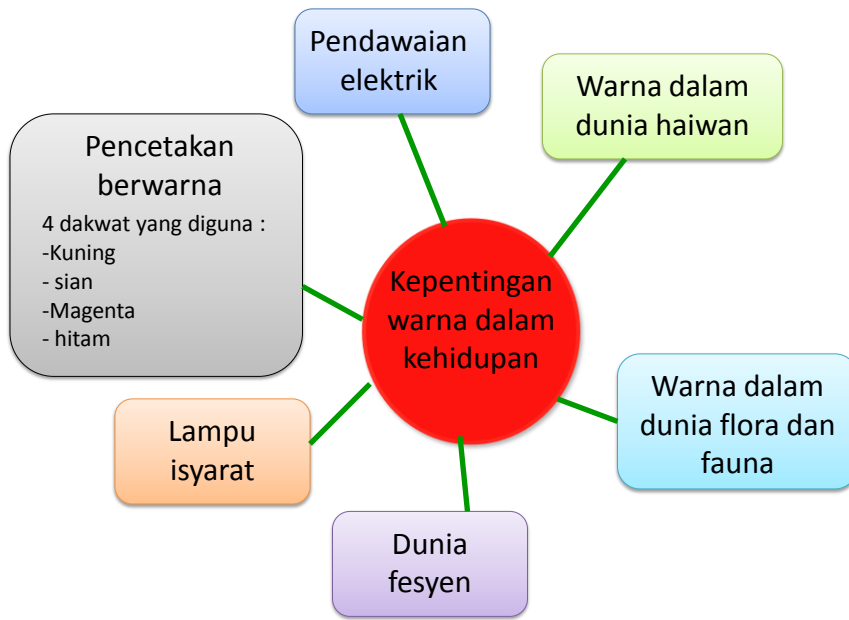 Pendawaian
elektrik
Warna dalam
dunia haiwan
Pencetakan
berwarna
4 dakwat yang diguna :
-Kuning
- sian
-Magenta
- hitam
Kepentingan
warna dalam
kehidupan
Warna dalam
dunia flora dan
fauna
Lampu
isyarat
Dunia
fesyen